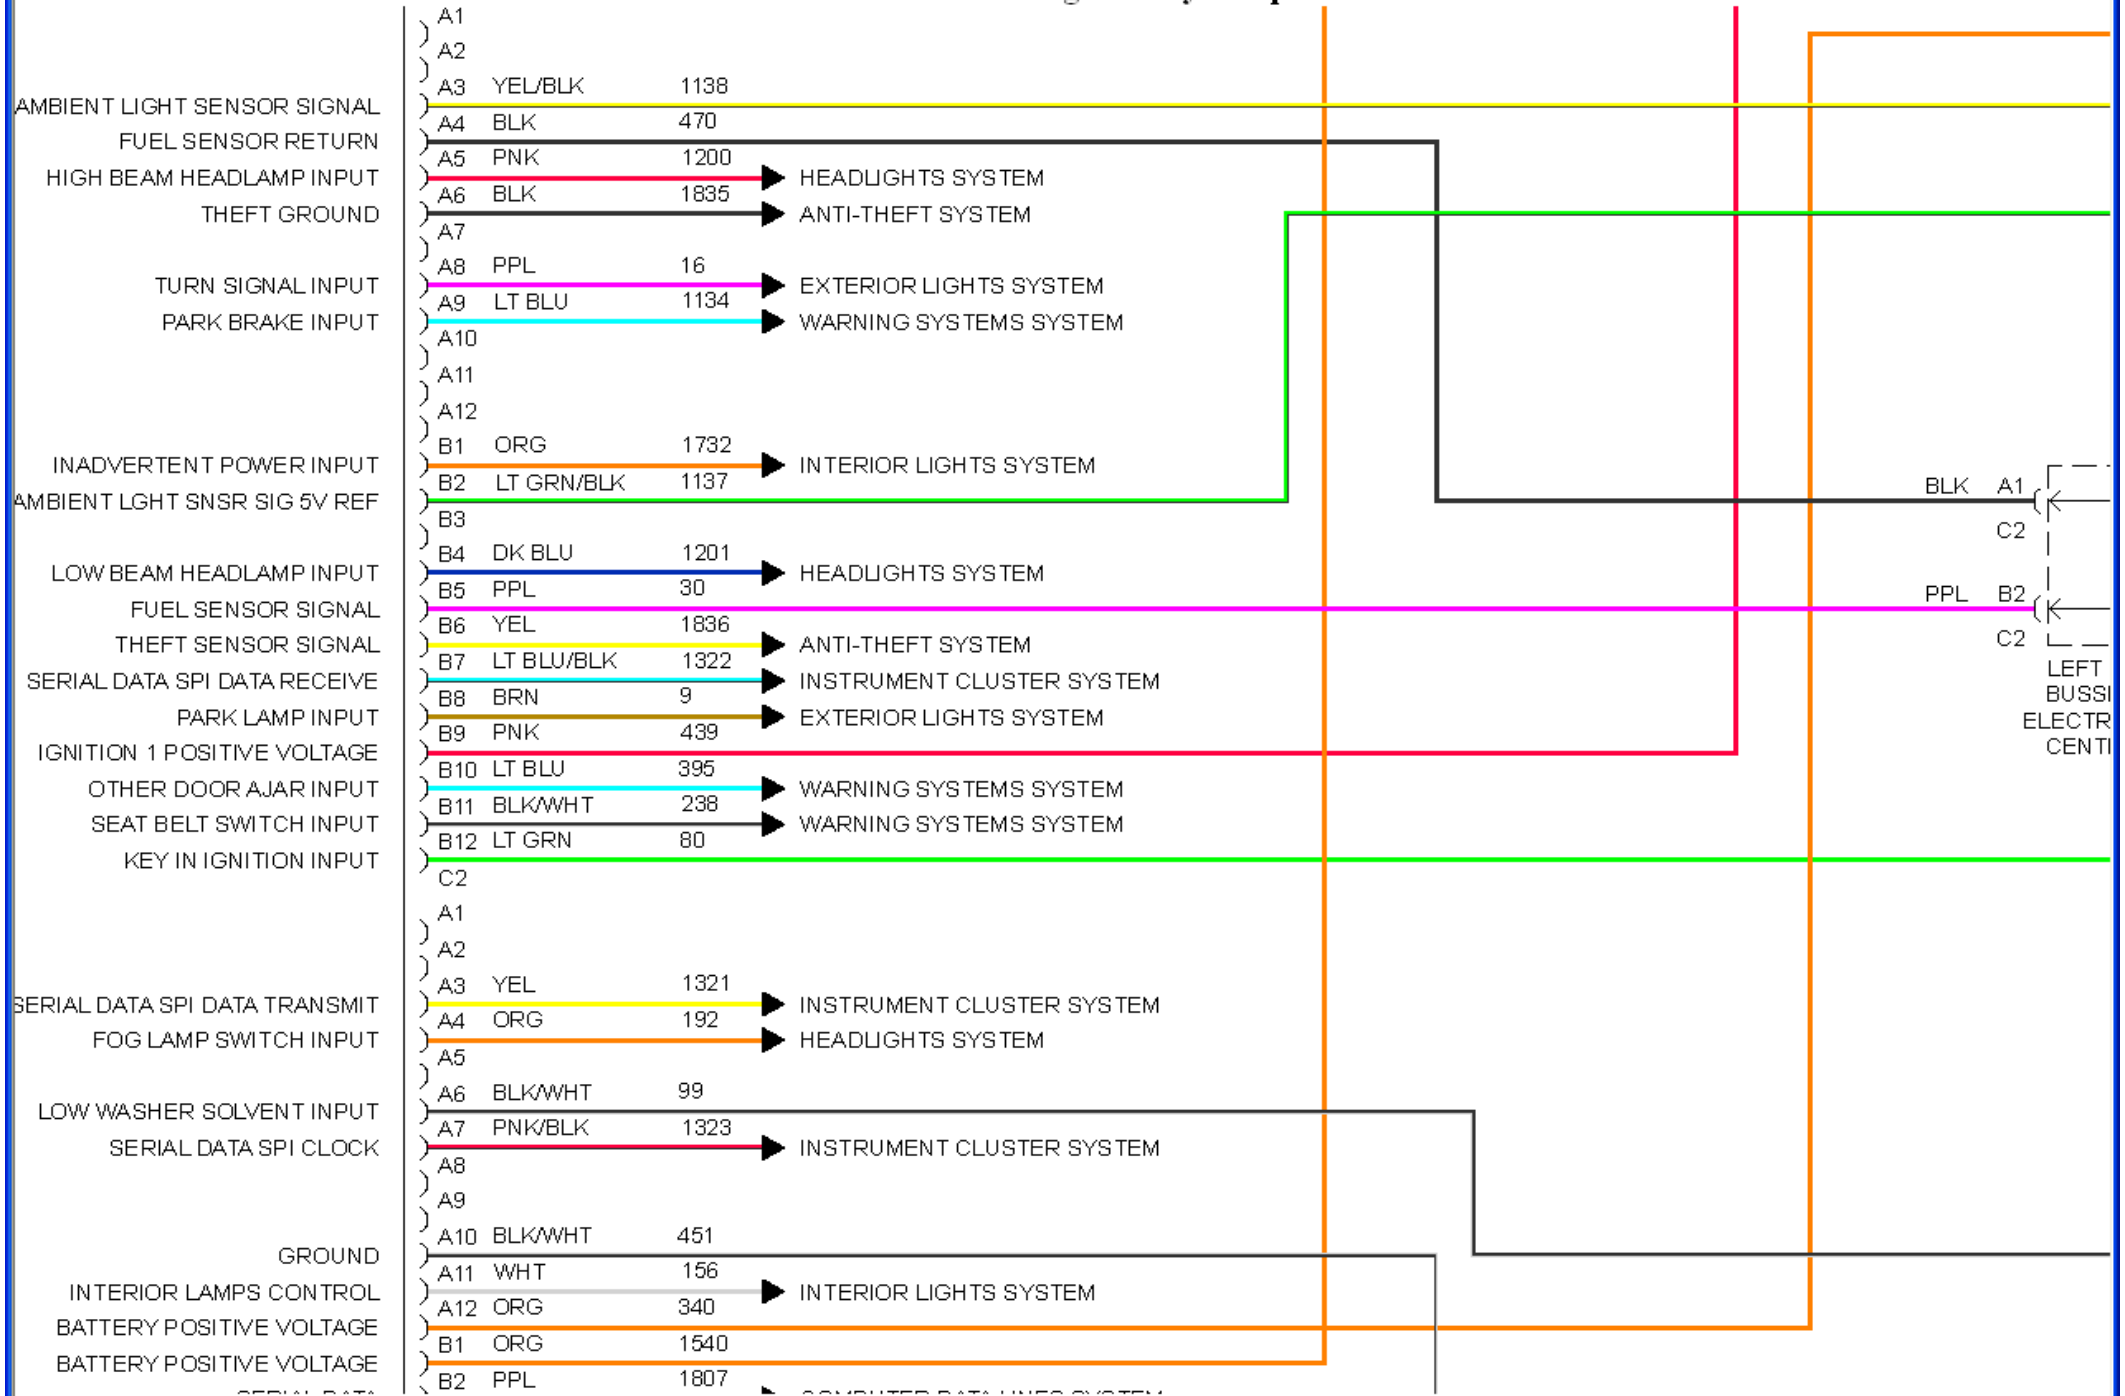 A1
A2
A3 YEL/BLK 1138
AMBIENT LIGHT SENSOR SIGNAL
A4 BLK 470
FUEL SENSOR RETURN
A5 PNK 1200
HIGH BEAM HEADLAMP INPUT HEADLIGHTS SYSTEM
A6 BLK 1835
THEFT GROUND ANTI-THEFT SYSTEM
A7
A8 PPL 16
TURN SIGNAL INPUT EXTERIOR LIGHTS SYSTEM
A9 LT BLU 1134
PARK BRAKE INPUT WARNING SYSTEMS SYSTEM
A10
A11
A12
B1 ORG 1732
INADVERTENT POWER INPUT INTERIOR LIGHTS SYSTEM
B2 LT GRN/BLK 1137 BLK A1
AMBIENT LGHT SNSR SIG 5V REF
B3 C2
B4 DK BLU 1201
LOW BEAM HEADLAMP INPUT HEADLIGHTS SYSTEM
B5 PPL 30 PPL B2
FUEL SENSOR SIGNAL
B6 YEL 1836 C2
THEFT SENSOR SIGNAL ANTI-THEFT SYSTEM
B7 LT BLU/BLK 1322 LEFT
SERIAL DATA SPI DATA RECEIVE INSTRUMENT CLUSTER SYSTEM
B8 BRN 9 BUSSI
PARK LAMP INPUT EXTERIOR LIGHTS SYSTEM ELECTR
B9 PNK 439
IGNITION 1 POSITIVE VOLTAGE CENT
B10 LT BLU 395
OTHER DOOR AJAR INPUT WARNING SYSTEMS SYSTEM
B11 BLK/WHT 238
SEAT BELT SWITCH INPUT WARNING SYSTEMS SYSTEM
B12 LT GRN 80
KEY IN IGNITION INPUT
C2
A1
A2
A3 YEL 1321
SERIAL DATA SPI DATA TRANSMIT INSTRUMENT CLUSTER SYSTEM
A4 ORG 192
FOG LAMP SWITCH INPUT HEADLIGHTS SYSTEM
A5
A6 BLK/WHT 99
LOW WASHER SOLVENT INPUT
A7 PNK/BLK 1323
SERIAL DATA SPI CLOCK INSTRUMENT CLUSTER SYSTEM
A8
A9
A10 BLK/WHT 451
GROUND
A11 WHT 156
INTERIOR LAMPS CONTROL INTERIOR LIGHTS SYSTEM
A12 ORG 340
BATTERY POSITIVE VOLTAGE
B1 ORG 1540
BATTERY POSITIVE VOLTAGE
B2 PPL 1807